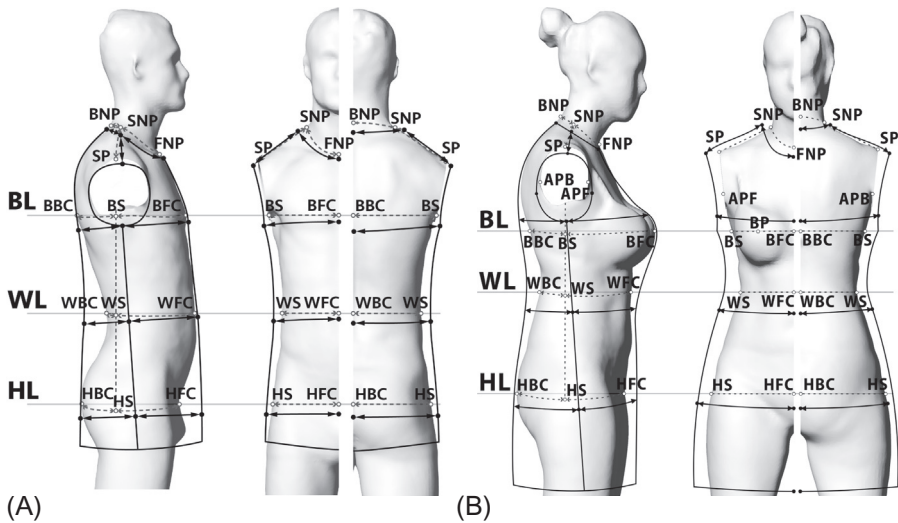 BNP SNP FNP SP
SNP BNP SNP
SP FNP SP
BL BBC BS BFC BS BFC BBC BS
WL WBC WS WFC WS WFC WBC WS
HL HBC HS HFC HS HFC HBC HS
(A)
BNP SNP FNP SP
SNP BNP SNP
SP FNP SP
APB APF APF APB
BL BBC BS BFC BS BP BFC BBC BS
WL WBC WS WFC WS WFC WBC WS
HL HBC HS HFC HS HFC HBC HS
(B)